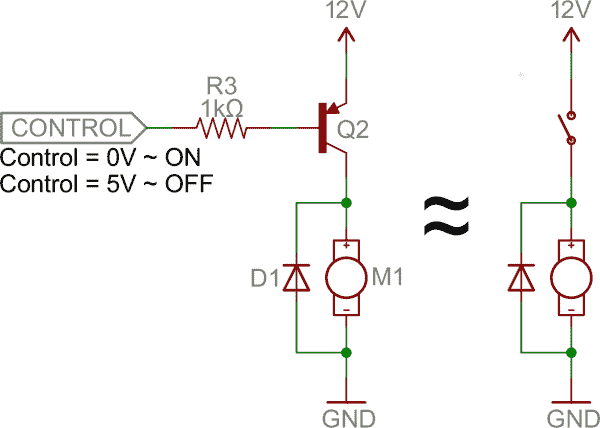 12V
12V
R3
1kΩ
CONTROL
Q2
Control = 0V ~ ON
Control = 5V ~ OFF
≈
+
+
D1
M1
−
−
GND
GND